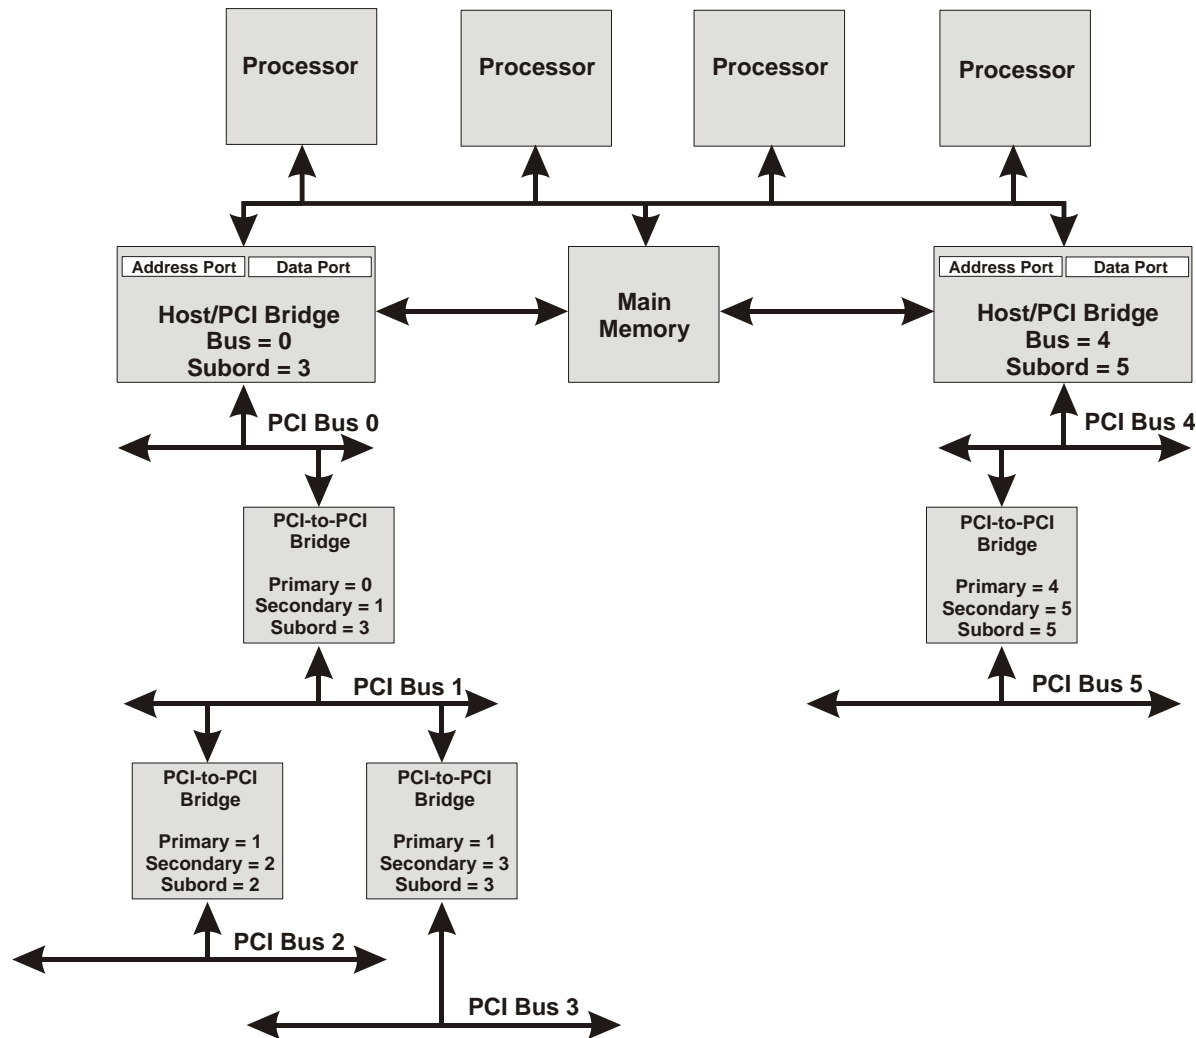 Processor
Processor
Processor
Processor
Address Port
Data Port
Host/PCI Bridge
Bus = 0
Subord = 3
Main
Memory
Address Port
Data Port
Host/PCI Bridge
Bus = 4
Subord = 5
PCI Bus 0
PCI Bus 4
PCI-to-PCI
Bridge
Primary = 0
Secondary = 1
Subord = 3
PCI-to-PCI
Bridge
Primary = 4
Secondary = 5
Subord = 5
PCI Bus 1
PCI Bus 5
PCI-to-PCI
Bridge
Primary = 1
Secondary = 2
Subord = 2
PCI-to-PCI
Bridge
Primary = 1
Secondary = 3
Subord = 3
PCI Bus 2
PCI Bus 3